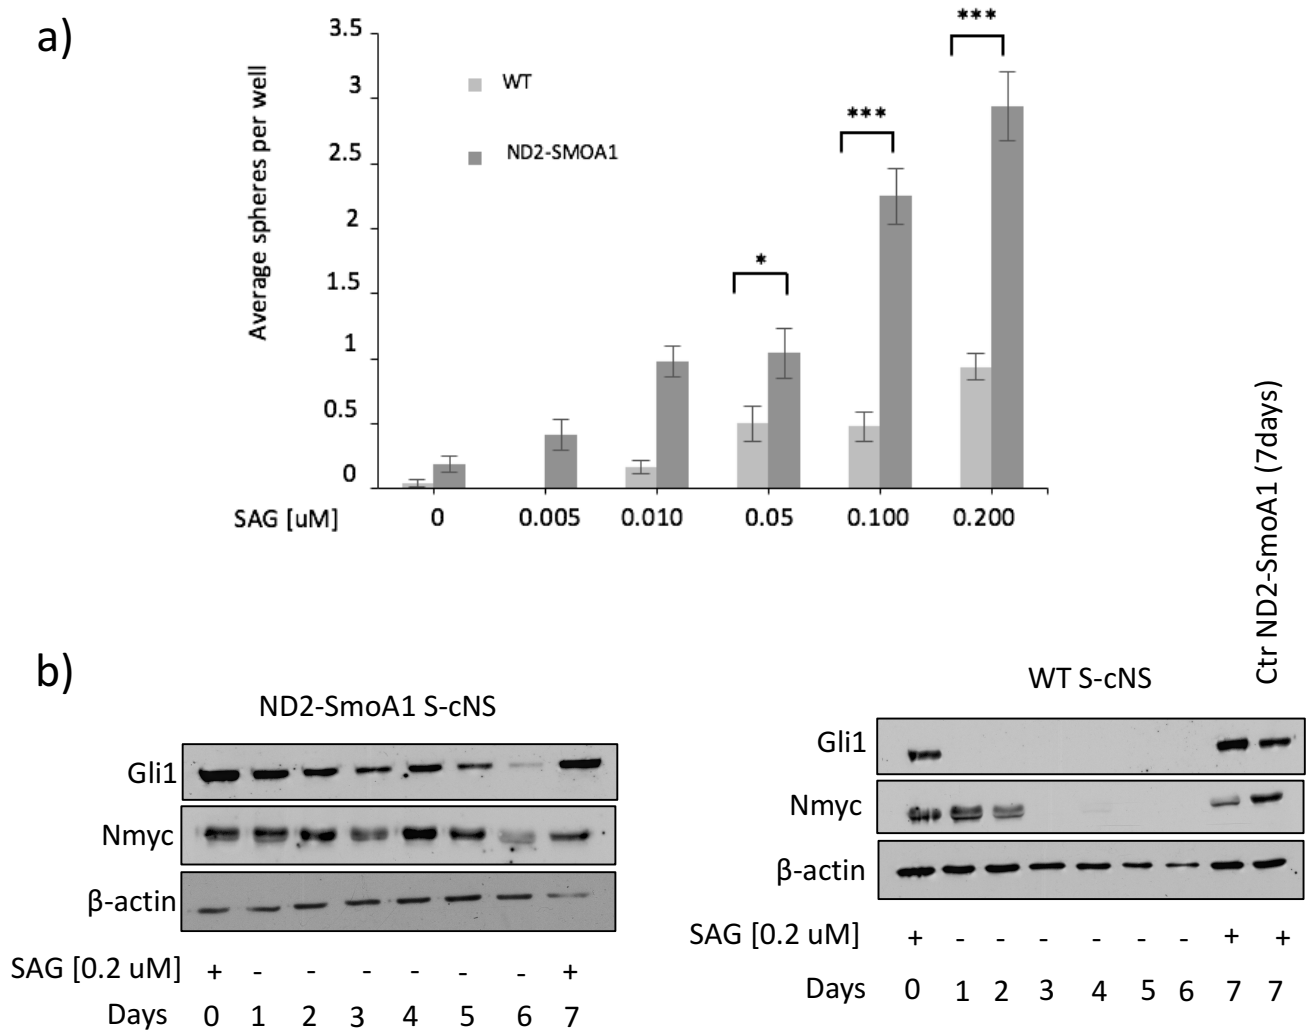 a)
Average spheres per well
3.5
3
2.5
2
1.5
1
0.5
0
WT
ND2-SMOA1
*
***
***
SAG [uM] 0 0.005 0.010 0.05 0.100 0.200
b)
ND2-SmoA1 S-cNS
Gli1
Nmyc
β-actin
SAG [0.2 uM] + - - - - - - +
Days 0 1 2 3 4 5 6 7
WT S-cNS
Ctr ND2-SmoA1 (7days)
Gli1
Nmyc
β-actin
SAG [0.2 uM] + - - - - - - + +
Days 0 1 2 3 4 5 6 7 7